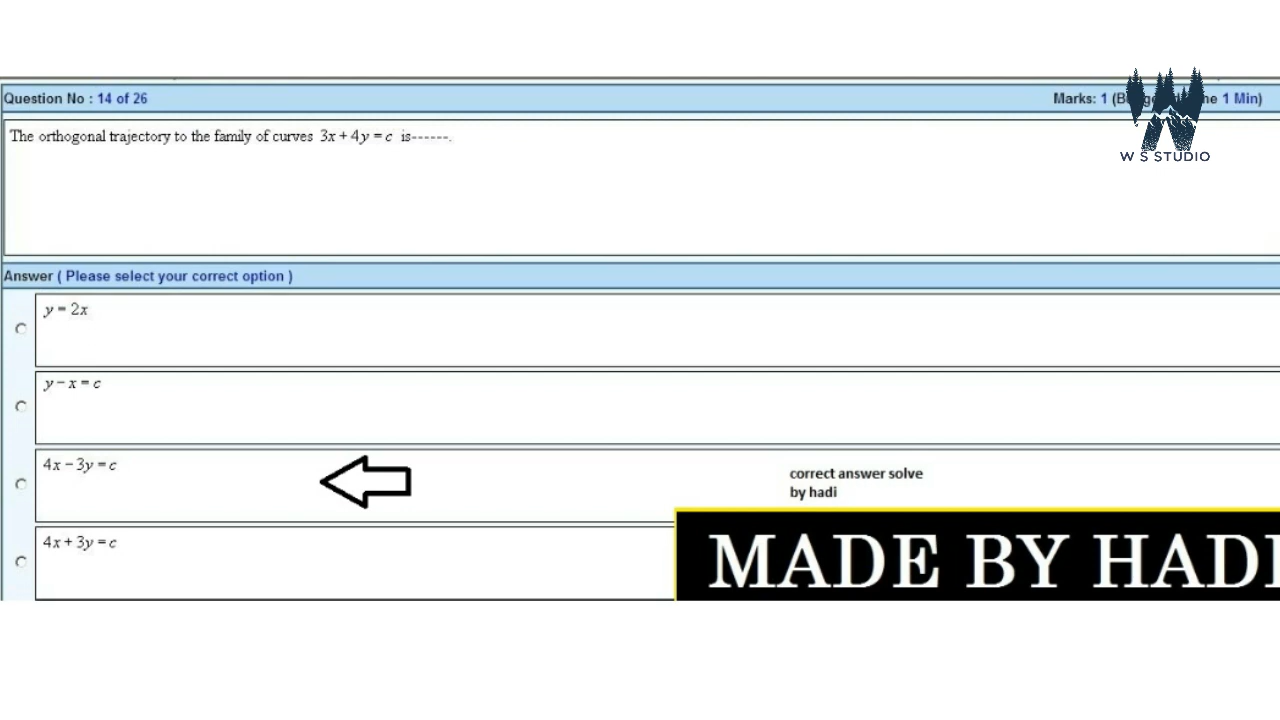 Question No : 14 of 26
Marks: 1 ( 1 Min)
W S STUDIO
The orthogonal trajectory to the family of curves 3x + 4y = c is------.
Answer ( Please select your correct option )
y = 2x
y − x = c
4x − 3y = c
correct answer solve
by hadi
4x + 3y = c
MADE BY HADI